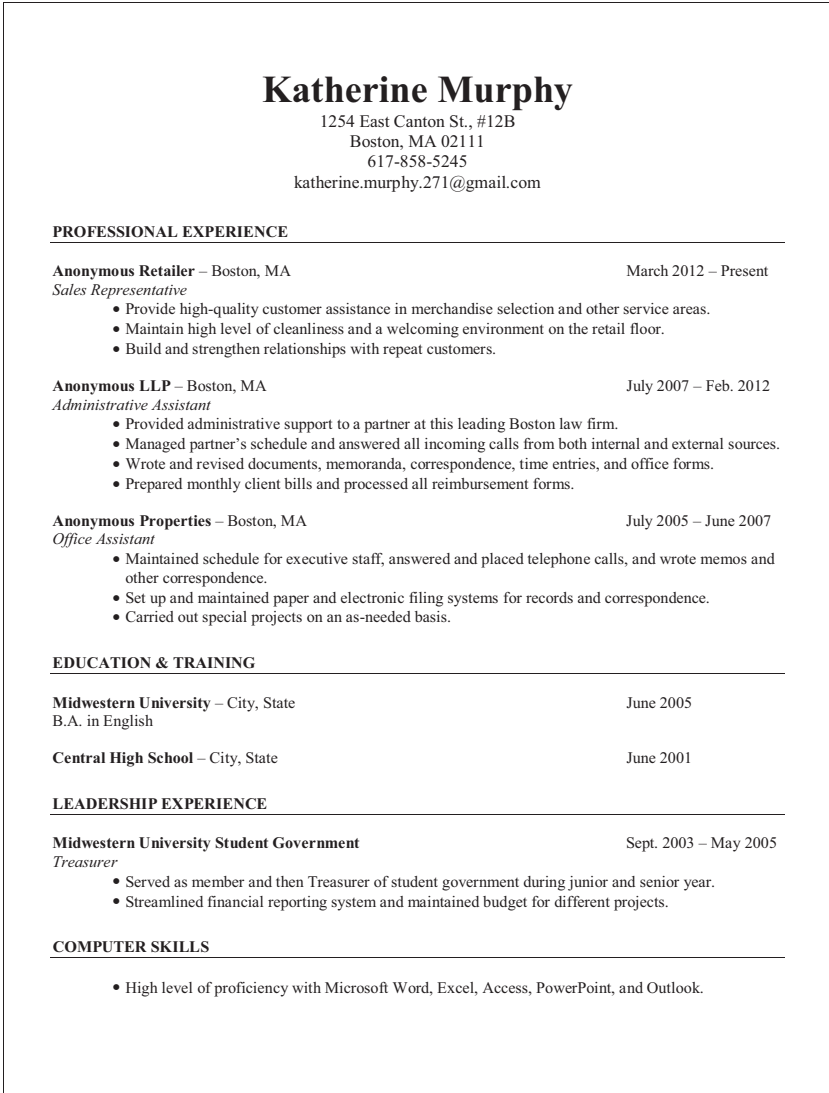 Katherine Murphy
1254 East Canton St., #12B
Boston, MA 02111
617-858-5245
katherine.murphy.271@gmail.com
PROFESSIONAL EXPERIENCE
Anonymous Retailer – Boston, MA March 2012 – Present
Sales Representative
• Provide high-quality customer assistance in merchandise selection and other service areas.
• Maintain high level of cleanliness and a welcoming environment on the retail floor.
• Build and strengthen relationships with repeat customers.
Anonymous LLP – Boston, MA July 2007 – Feb. 2012
Administrative Assistant
• Provided administrative support to a partner at this leading Boston law firm.
• Managed partner’s schedule and answered all incoming calls from both internal and external sources.
• Wrote and revised documents, memoranda, correspondence, time entries, and office forms.
• Prepared monthly client bills and processed all reimbursement forms.
Anonymous Properties – Boston, MA July 2005 – June 2007
Office Assistant
• Maintained schedule for executive staff, answered and placed telephone calls, and wrote memos and
other correspondence.
• Set up and maintained paper and electronic filing systems for records and correspondence.
• Carried out special projects on an as-needed basis.
EDUCATION & TRAINING
Midwestern University – City, State June 2005
B.A. in English
Central High School – City, State June 2001
LEADERSHIP EXPERIENCE
Midwestern University Student Government Sept. 2003 – May 2005
Treasurer
• Served as member and then Treasurer of student government during junior and senior year.
• Streamlined financial reporting system and maintained budget for different projects.
COMPUTER SKILLS
• High level of proficiency with Microsoft Word, Excel, Access, PowerPoint, and Outlook.